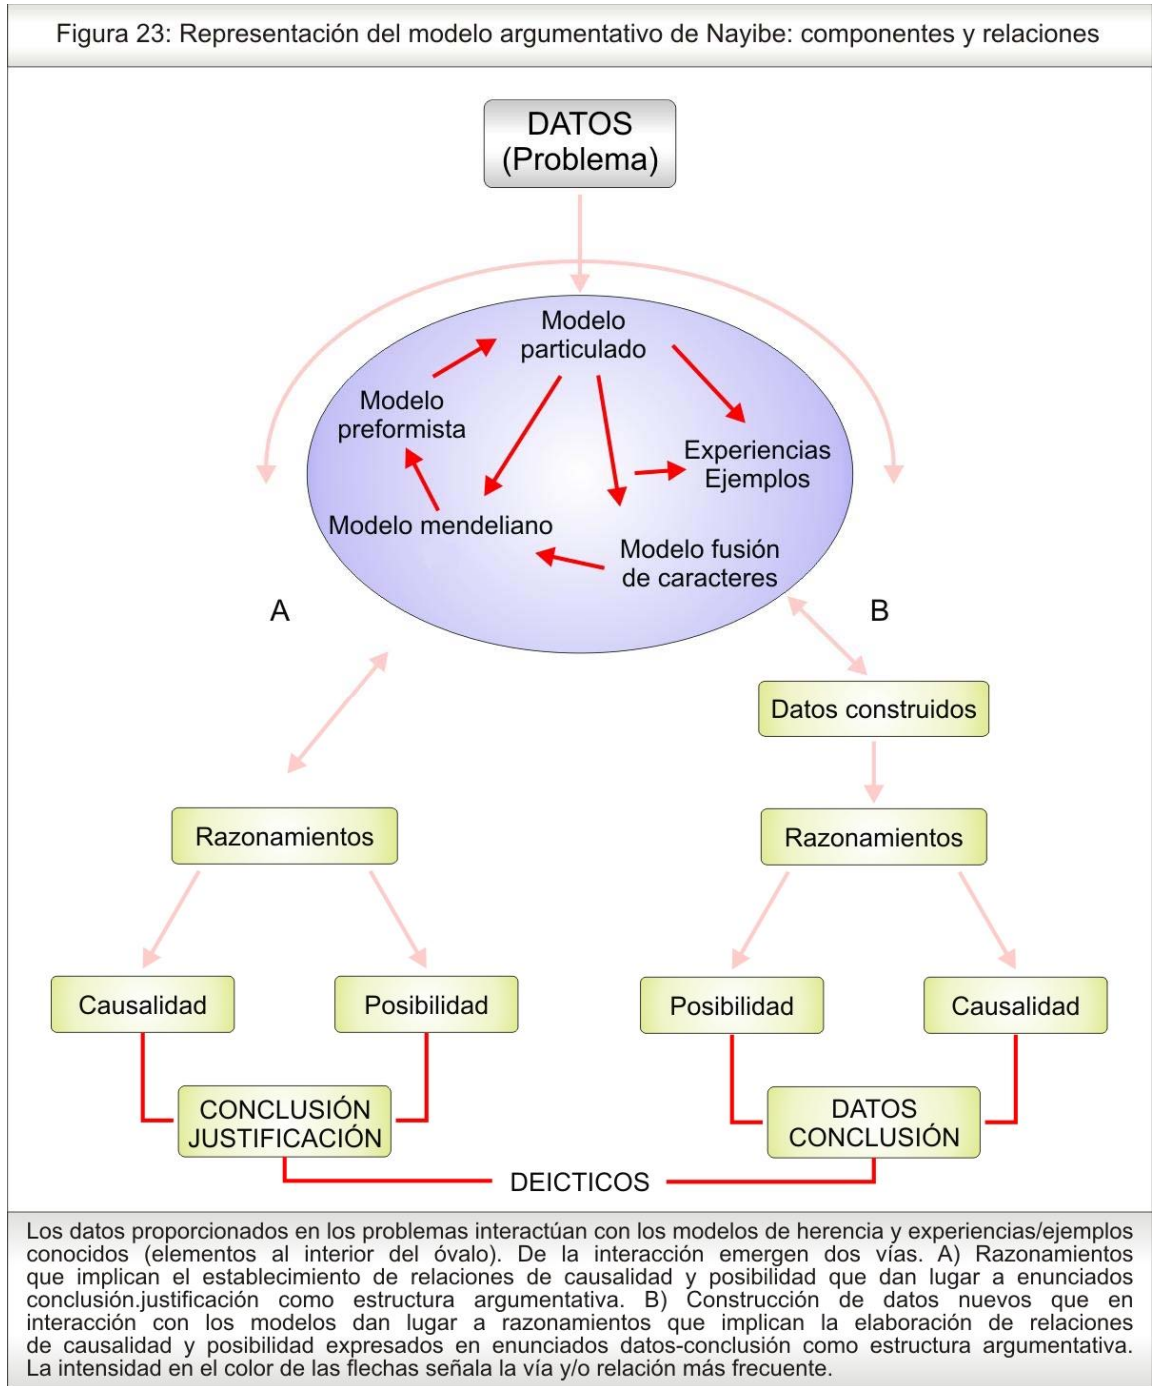 Figura 23: Representación del modelo argumentativo de Nayibe: componentes y relaciones
DATOS
(Problema)
Modelo
particulado
Modelo
preformista
Experiencias
Ejemplos
Modelo mendeliano
Modelo fusión
de caracteres
A
B
Datos construidos
Razonamientos
Razonamientos
Causalidad
Posibilidad
Posibilidad
Causalidad
CONCLUSIÓN
JUSTIFICACIÓN
DATOS
CONCLUSIÓN
DEICTICOS
Los datos proporcionados en los problemas interactúan con los modelos de herencia y experiencias/ejemplos
conocidos (elementos al interior del óvalo). De la interacción emergen dos vías. A) Razonamientos
que implican el establecimiento de relaciones de causalidad y posibilidad que dan lugar a enunciados
conclusión.justificación como estructura argumentativa. B) Construcción de datos nuevos que en
interacción con los modelos dan lugar a razonamientos que implican la elaboración de relaciones
de causalidad y posibilidad expresados en enunciados datos-conclusión como estructura argumentativa.
La intensidad en el color de las flechas señala la vía y/o relación más frecuente.